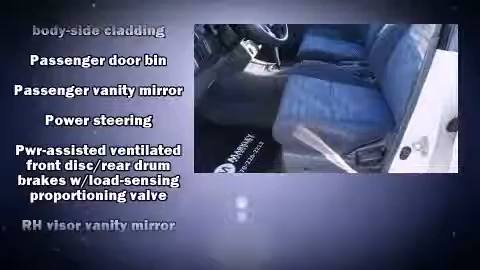 body-side cladding
Passenger door bin
Passenger vanity mirror
Power steering
Pwr-assisted ventilated
front disc/rear drum
brakes w/load-sensing
proportioning valve
RH visor vanity mirror